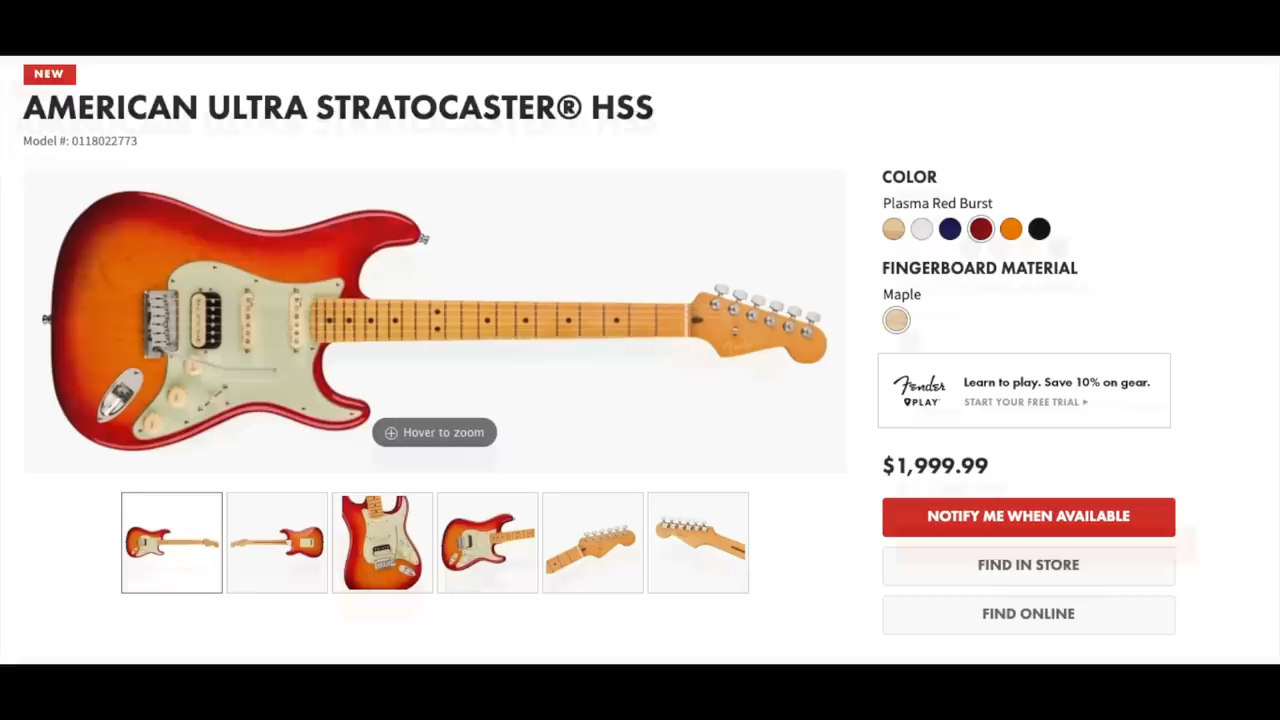 NEW
AMERICAN ULTRA STRATOCASTER® HSS
Model #: 0118022773
COLOR
Plasma Red Burst
FINGERBOARD MATERIAL
Maple
Hover to zoom
Fender
PLAY™
Learn to play. Save 10% on gear.
START YOUR FREE TRIAL ▸
$1,999.99
NOTIFY ME WHEN AVAILABLE
FIND IN STORE
FIND ONLINE